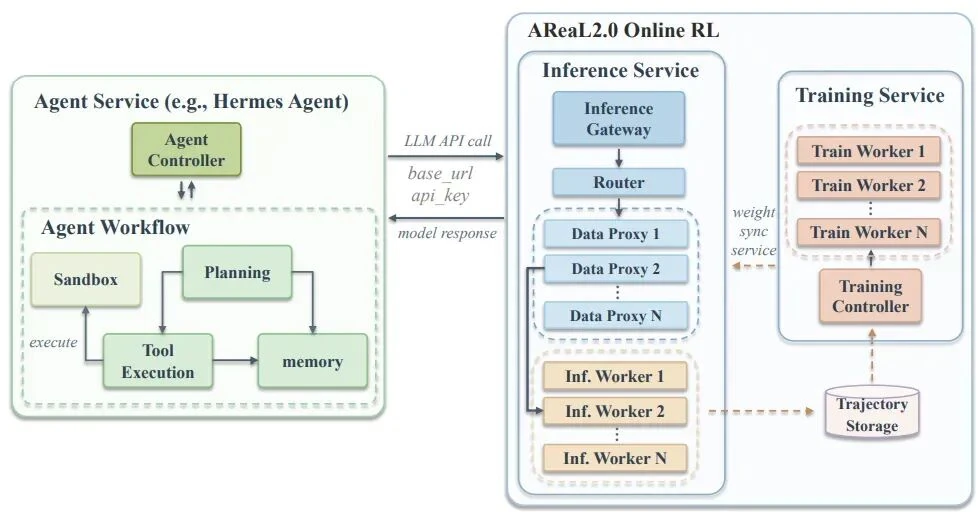 AReaL2.0 Online RL
Agent Service (e.g., Hermes Agent)
Agent
Controller
Agent Workflow
Sandbox
Planning
execute
Tool
Execution
memory
LLM API call
base_url
api_key
model response
Inference Service
Inference
Gateway
Router
Data Proxy 1
Data Proxy 2
Data Proxy N
Inf. Worker 1
Inf. Worker 2
Inf. Worker N
weight
sync
service
Training Service
Train Worker 1
Train Worker 2
Train Worker N
Training
Controller
Trajectory
Storage